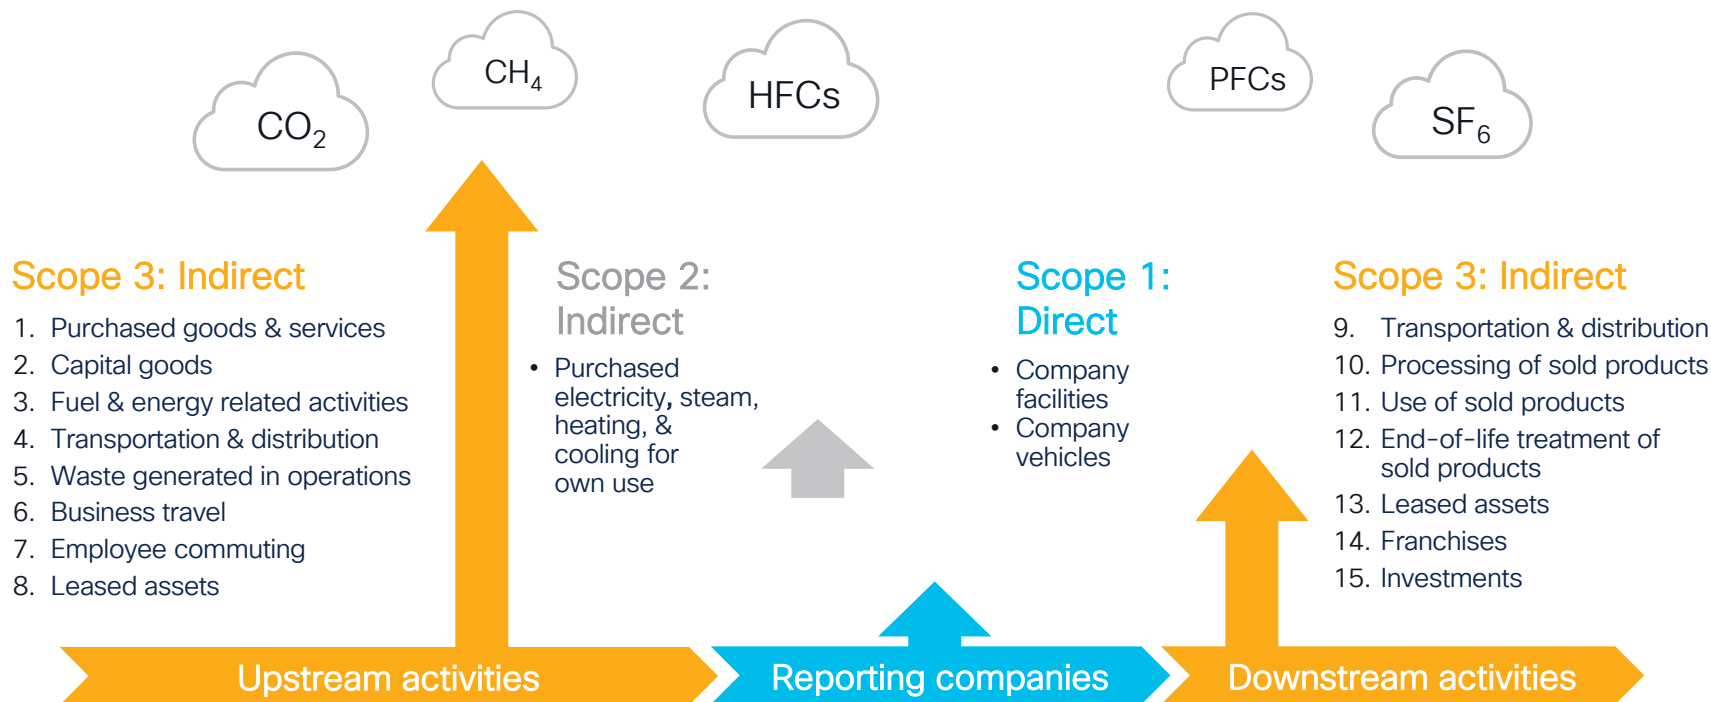 CO₂
CH₄
HFCs
PFCs
SF₆
Scope 3: Indirect
1. Purchased goods & services
2. Capital goods
3. Fuel & energy related activities
4. Transportation & distribution
5. Waste generated in operations
6. Business travel
7. Employee commuting
8. Leased assets
Scope 2:
Indirect
• Purchased
electricity, steam,
heating, &
cooling for
own use
Scope 1:
Direct
• Company
facilities
• Company
vehicles
Scope 3: Indirect
9. Transportation & distribution
10. Processing of sold products
11. Use of sold products
12. End-of-life treatment of
sold products
13. Leased assets
14. Franchises
15. Investments
Upstream activities
Reporting companies
Downstream activities